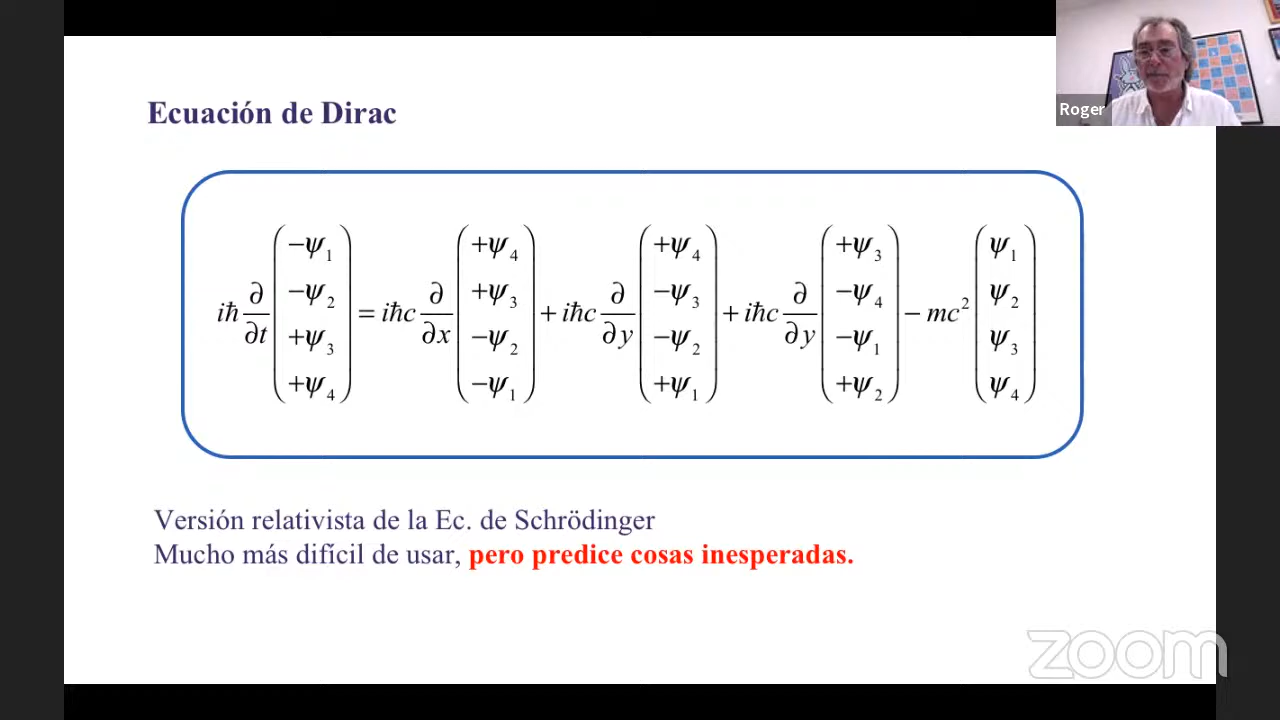 Ecuación de Dirac
Roger
iħ ∂/∂t (−ψ₁ −ψ₂ +ψ₃ +ψ₄) = iħc ∂/∂x (+ψ₄ +ψ₃ −ψ₂ −ψ₁) + iħc ∂/∂y (+ψ₄ −ψ₃ −ψ₂ +ψ₁) + iħc ∂/∂y (+ψ₃ −ψ₄ −ψ₁ +ψ₂) − mc² (ψ₁ ψ₂ ψ₃ ψ₄)
Versión relativista de la Ec. de Schrödinger
Mucho más difícil de usar, pero predice cosas inesperadas.
zoom